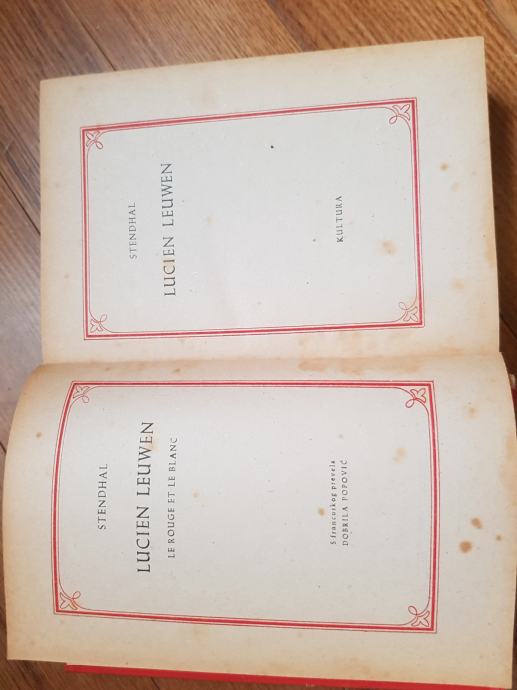 STENDHAL
LUCIEN LEUWEN
LE ROUGE ET LE BLANC
S francuskog prevela
DOBRILA POPOVIĆ
STENDHAL
LUCIEN LEUWEN
KULTURA